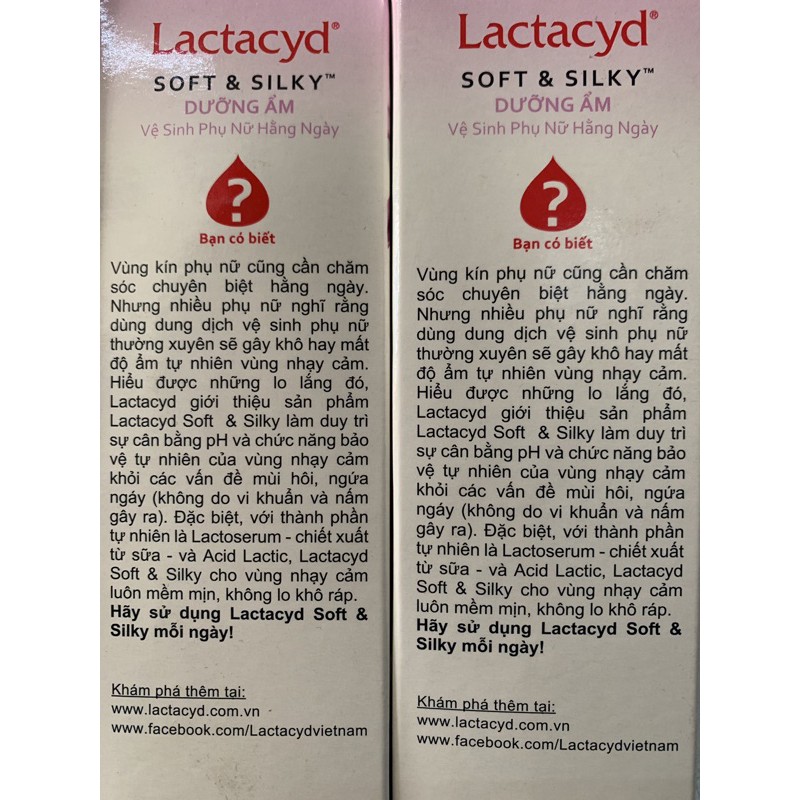 Lactacyd®
SOFT & SILKY™
DƯỠNG ẨM
Vệ Sinh Phụ Nữ Hằng Ngày
?
Bạn có biết
Vùng kín phụ nữ cũng cần chăm
sóc chuyên biệt hằng ngày.
Nhưng nhiều phụ nữ nghĩ rằng
dùng dung dịch vệ sinh phụ nữ
thường xuyên sẽ gây khô hay mất
độ ẩm tự nhiên vùng nhạy cảm.
Hiểu được những lo lắng đó,
Lactacyd giới thiệu sản phẩm
Lactacyd Soft & Silky làm duy trì
sự cân bằng pH và chức năng bảo
vệ tự nhiên của vùng nhạy cảm
khỏi các vấn đề mùi hôi, ngứa
ngáy (không do vi khuẩn và nấm
gây ra). Đặc biệt, với thành phần
tự nhiên là Lactoserum - chiết xuất
từ sữa - và Acid Lactic, Lactacyd
Soft & Silky cho vùng nhạy cảm
luôn mềm mịn, không lo khô ráp.
Hãy sử dụng Lactacyd Soft &
Silky mỗi ngày!
Khám phá thêm tại:
www.lactacyd.com.vn
www.facebook.com/Lactacydvietnam
Lactacyd®
SOFT & SILKY™
DƯỠNG ẨM
Vệ Sinh Phụ Nữ Hằng Ngày
?
Bạn có biết
Vùng kín phụ nữ cũng cần chăm
sóc chuyên biệt hằng ngày.
Nhưng nhiều phụ nữ nghĩ rằng
dùng dung dịch vệ sinh phụ nữ
thường xuyên sẽ gây khô hay mất
độ ẩm tự nhiên vùng nhạy cảm.
Hiểu được những lo lắng đó,
Lactacyd giới thiệu sản phẩm
Lactacyd Soft & Silky làm duy trì
sự cân bằng pH và chức năng bảo
vệ tự nhiên của vùng nhạy cảm
khỏi các vấn đề mùi hôi, ngứa
ngáy (không do vi khuẩn và nấm
gây ra). Đặc biệt, với thành phần
tự nhiên là Lactoserum - chiết xuất
từ sữa - và Acid Lactic, Lactacyd
Soft & Silky cho vùng nhạy cảm
luôn mềm mịn, không lo khô ráp.
Hãy sử dụng Lactacyd Soft &
Silky mỗi ngày!
Khám phá thêm tại:
www.lactacyd.com.vn
www.facebook.com/Lactacydvietnam